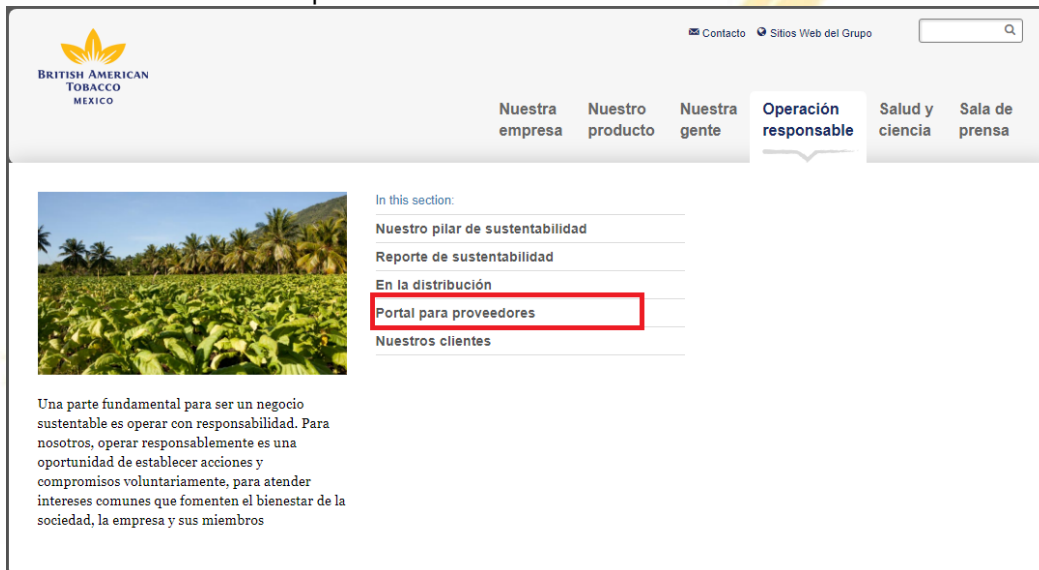 Contacto Sitios Web del Grupo
BRITISH AMERICAN
TOBACCO
MEXICO
Nuestra empresa
Nuestro producto
Nuestra gente
Operación responsable
Salud y ciencia
Sala de prensa
In this section:
Nuestro pilar de sustentabilidad
Reporte de sustentabilidad
En la distribución
Portal para proveedores
Nuestros clientes
Una parte fundamental para ser un negocio
sustentable es operar con responsabilidad. Para
nosotros, operar responsablemente es una
oportunidad de establecer acciones y
compromisos voluntariamente, para atender
intereses comunes que fomenten el bienestar de la
sociedad, la empresa y sus miembros